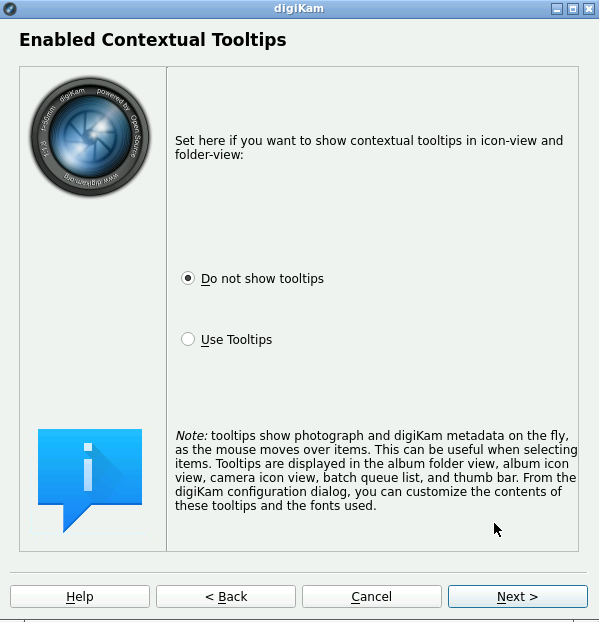 digiKam
Enabled Contextual Tooltips
digiKam powered by Open Source
www.digikam.org
Set here if you want to show contextual tooltips in icon-view and
folder-view:
Do not show tooltips
Use Tooltips
Note: tooltips show photograph and digiKam metadata on the fly,
as the mouse moves over items. This can be useful when selecting
items. Tooltips are displayed in the album folder view, album icon
view, camera icon view, batch queue list, and thumb bar. From the
digiKam configuration dialog, you can customize the contents of
these tooltips and the fonts used.
Help
< Back
Cancel
Next >